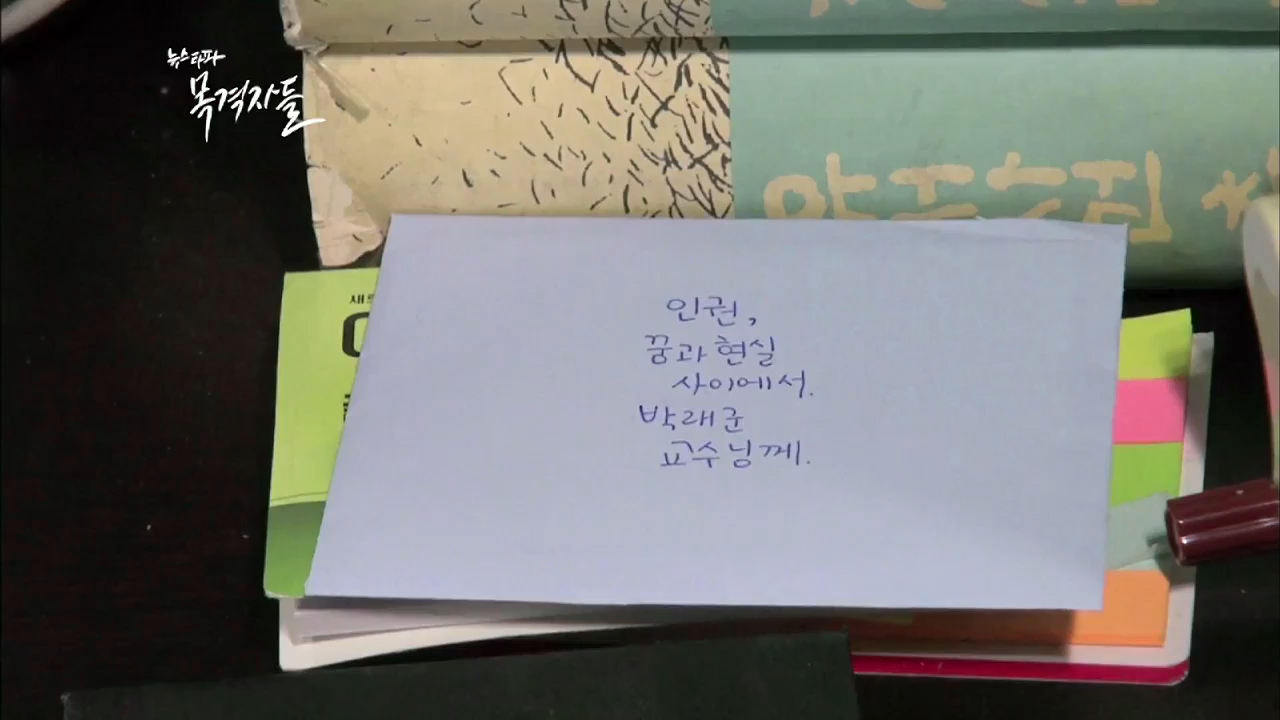 뉴스타파
목격자들
인권,
꿈과 현실
사이에서.
박래군
교수님께.